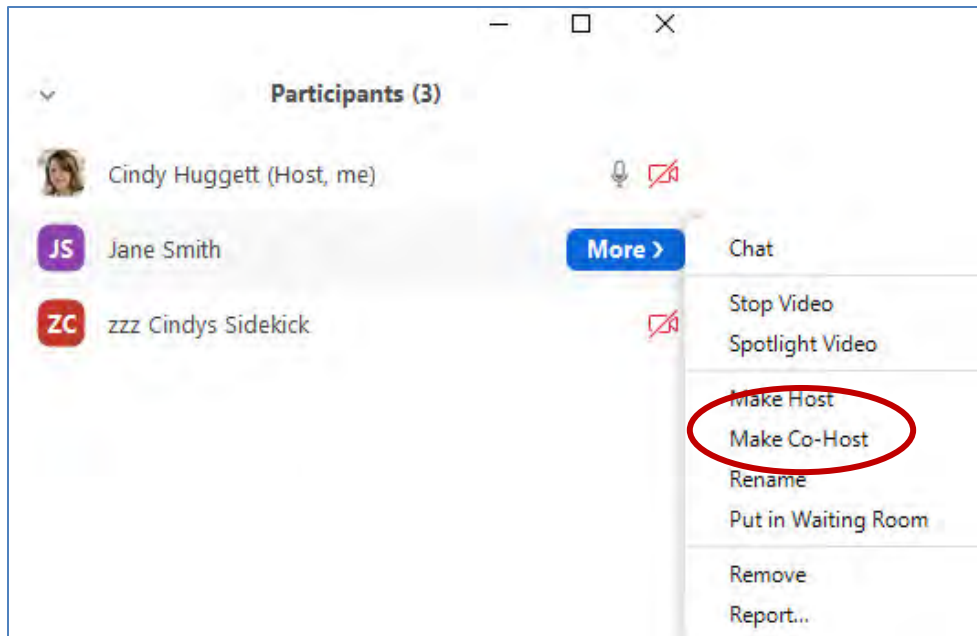 Participants (3)
Cindy Huggett (Host, me)
JS Jane Smith More >
ZC zzz Cindys Sidekick
Chat
Stop Video
Spotlight Video
Make Host
Make Co-Host
Rename
Put in Waiting Room
Remove
Report...